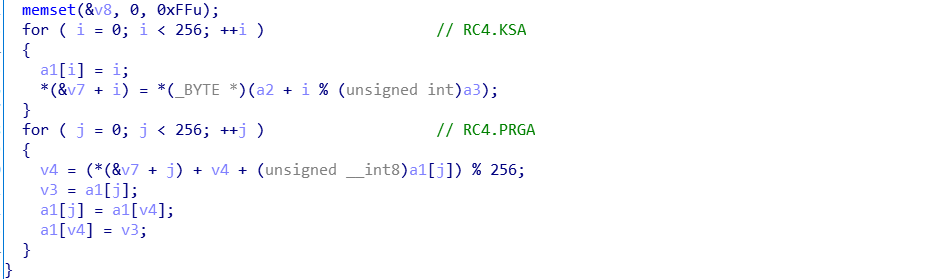 memset(&v8, 0, 0xFFu);
for ( i = 0; i < 256; ++i ) // RC4.KSA
{
a1[i] = i;
*(&v7 + i) = *(_BYTE *)(a2 + i % (unsigned int)a3);
}
for ( j = 0; j < 256; ++j ) // RC4.PRGA
{
v4 = (*(&v7 + j) + v4 + (unsigned __int8)a1[j]) % 256;
v3 = a1[j];
a1[j] = a1[v4];
a1[v4] = v3;
}
}